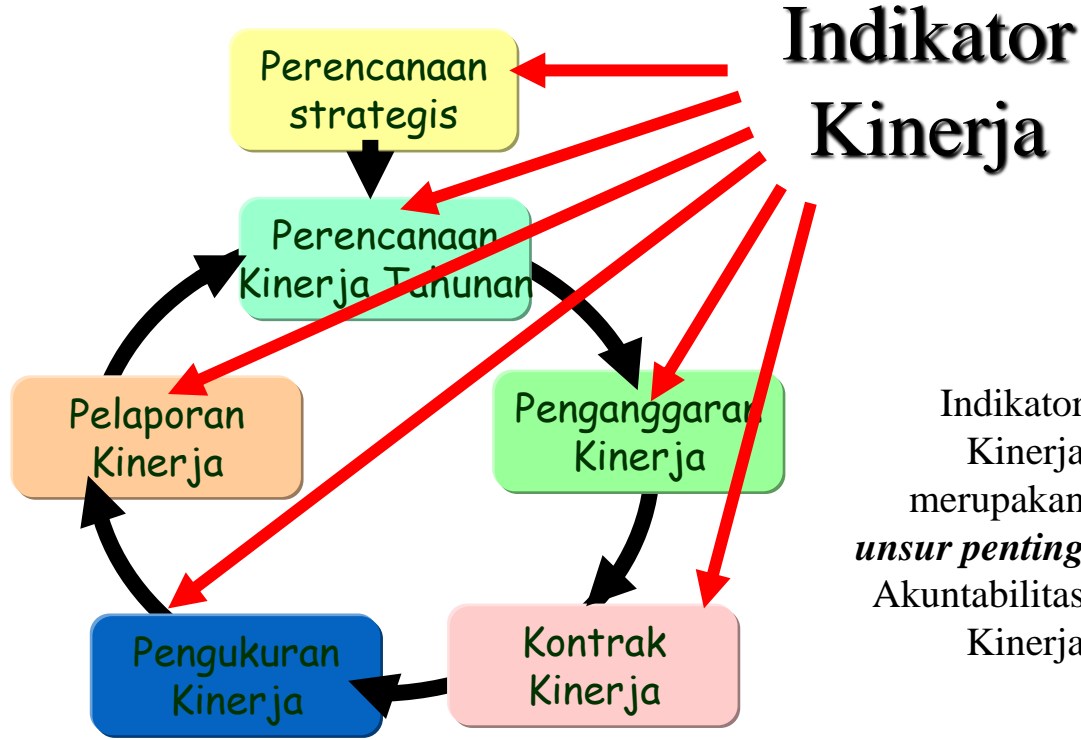 Indikator
Kinerja
Perencanaan
strategis
Perencanaan
Kinerja Tahunan
Pelaporan
Kinerja
Penganggaran
Kinerja
Pengukuran
Kinerja
Kontrak
Kinerja
Indikator
Kinerja
merupakan
unsur penting
Akuntabilitas
Kinerja